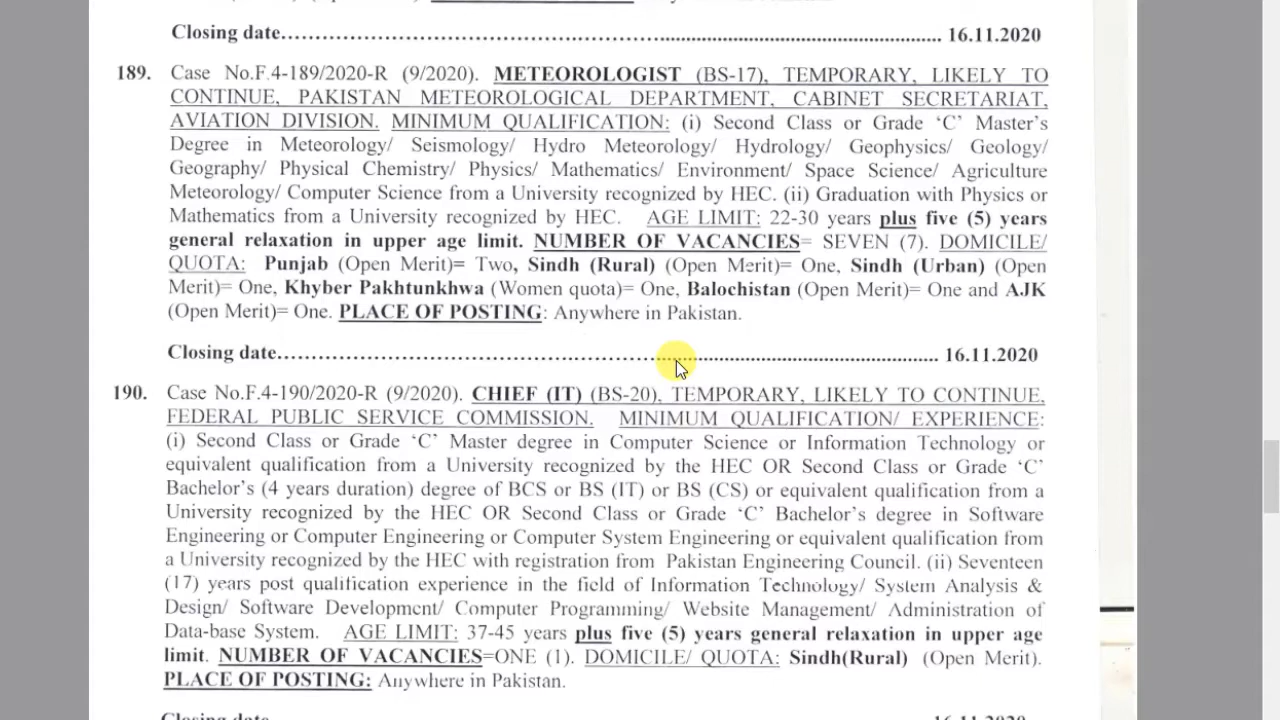 Closing date.................................................................................................. 16.11.2020
189. Case No.F.4-189/2020-R (9/2020). METEOROLOGIST (BS-17), TEMPORARY, LIKELY TO
CONTINUE, PAKISTAN METEOROLOGICAL DEPARTMENT, CABINET SECRETARIAT,
AVIATION DIVISION. MINIMUM QUALIFICATION: (i) Second Class or Grade ‘C’ Master’s
Degree in Meteorology/ Seismology/ Hydro Meteorology/ Hydrology/ Geophysics/ Geology/
Geography/ Physical Chemistry/ Physics/ Mathematics/ Environment/ Space Science/ Agriculture
Meteorology/ Computer Science from a University recognized by HEC. (ii) Graduation with Physics or
Mathematics from a University recognized by HEC. AGE LIMIT: 22-30 years plus five (5) years
general relaxation in upper age limit. NUMBER OF VACANCIES= SEVEN (7). DOMICILE/
QUOTA: Punjab (Open Merit)= Two, Sindh (Rural) (Open Merit)= One, Sindh (Urban) (Open
Merit)= One, Khyber Pakhtunkhwa (Women quota)= One, Balochistan (Open Merit)= One and AJK
(Open Merit)= One. PLACE OF POSTING: Anywhere in Pakistan.
Closing date.................................................................................................. 16.11.2020
190. Case No.F.4-190/2020-R (9/2020). CHIEF (IT) (BS-20), TEMPORARY, LIKELY TO CONTINUE,
FEDERAL PUBLIC SERVICE COMMISSION. MINIMUM QUALIFICATION/ EXPERIENCE:
(i) Second Class or Grade ‘C’ Master degree in Computer Science or Information Technology or
equivalent qualification from a University recognized by the HEC OR Second Class or Grade ‘C’
Bachelor’s (4 years duration) degree of BCS or BS (IT) or BS (CS) or equivalent qualification from a
University recognized by the HEC OR Second Class or Grade ‘C’ Bachelor’s degree in Software
Engineering or Computer Engineering or Computer System Engineering or equivalent qualification from
a University recognized by the HEC with registration from Pakistan Engineering Council. (ii) Seventeen
(17) years post qualification experience in the field of Information Technology/ System Analysis &
Design/ Software Development/ Computer Programming/ Website Management/ Administration of
Data-base System. AGE LIMIT: 37-45 years plus five (5) years general relaxation in upper age
limit. NUMBER OF VACANCIES=ONE (1). DOMICILE/ QUOTA: Sindh(Rural) (Open Merit).
PLACE OF POSTING: Anywhere in Pakistan.
Closing date 16.11.2020